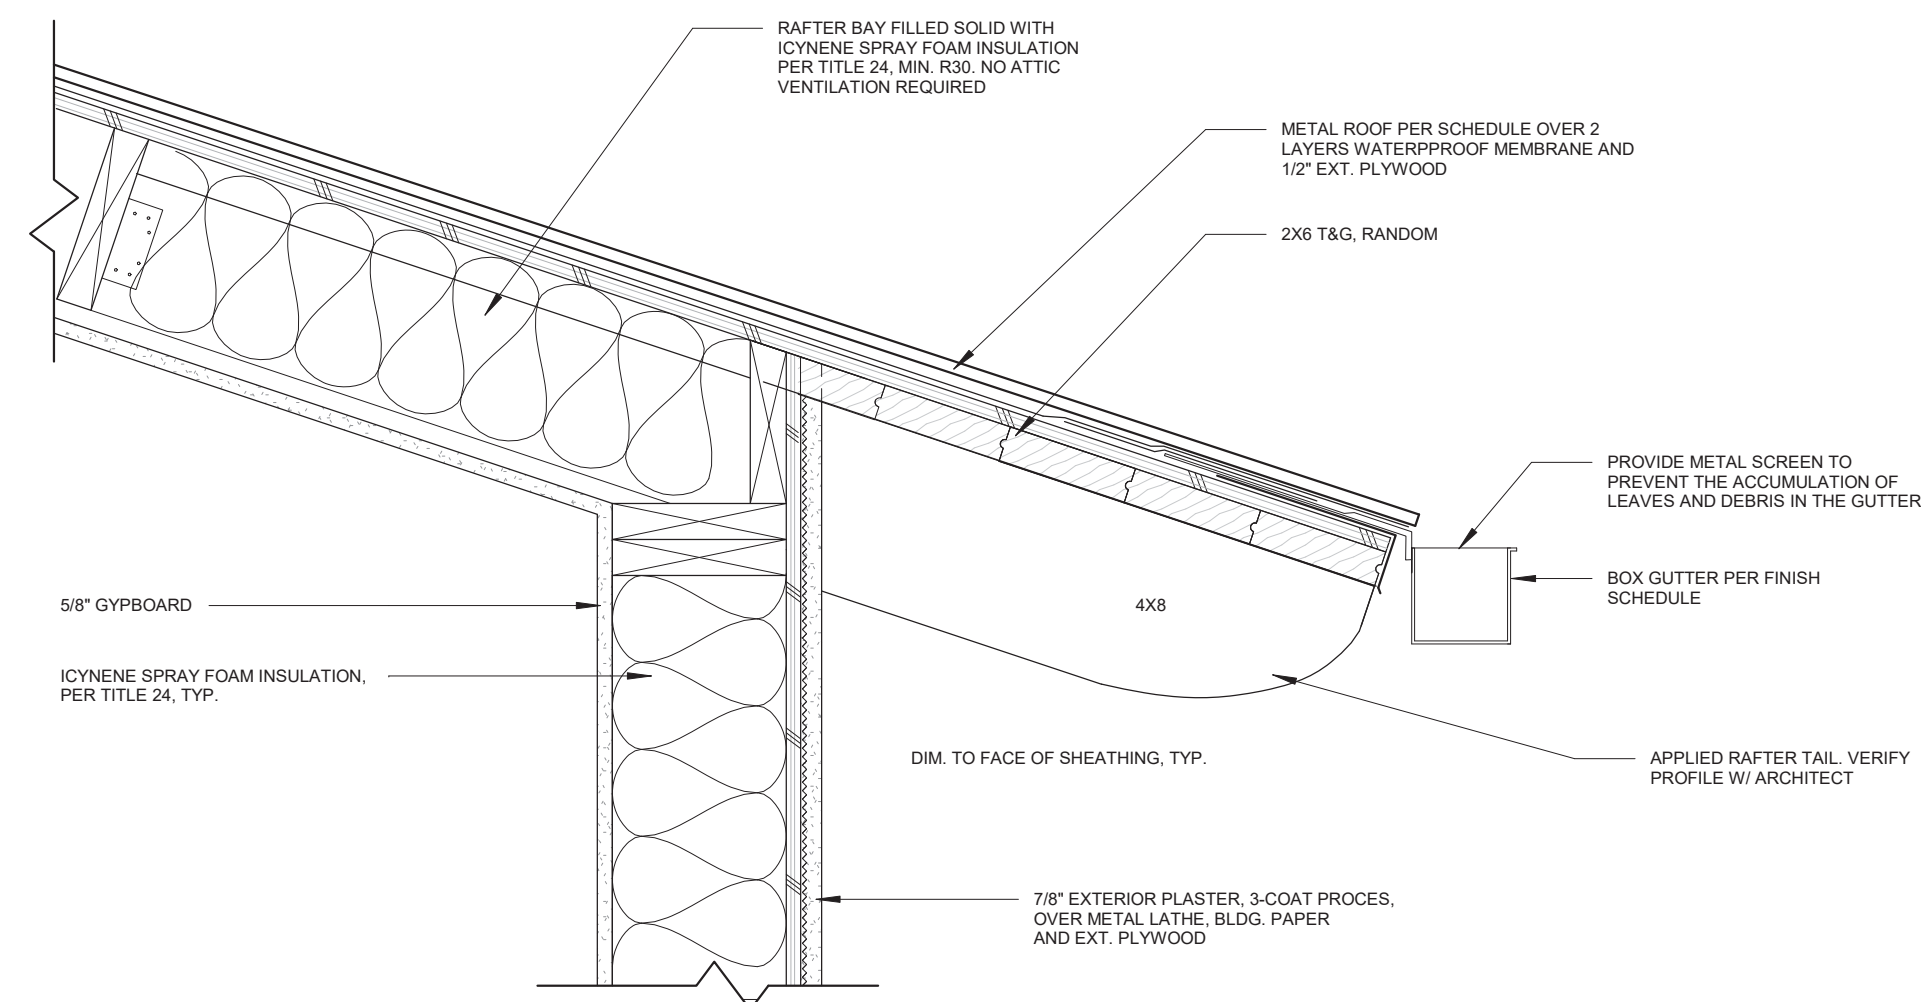 RAFTER BAY FILLED SOLID WITH
ICYNENE SPRAY FOAM INSULATION
PER TITLE 24, MIN. R30. NO ATTIC
VENTILATION REQUIRED
METAL ROOF PER SCHEDULE OVER 2
LAYERS WATERPPROOF MEMBRANE AND
1/2" EXT. PLYWOOD
2X6 T&G, RANDOM
PROVIDE METAL SCREEN TO
PREVENT THE ACCUMULATION OF
LEAVES AND DEBRIS IN THE GUTTER
BOX GUTTER PER FINISH
SCHEDULE
4X8
5/8" GYPBOARD
ICYNENE SPRAY FOAM INSULATION,
PER TITLE 24, TYP.
DIM. TO FACE OF SHEATHING, TYP.
APPLIED RAFTER TAIL. VERIFY
PROFILE W/ ARCHITECT
7/8" EXTERIOR PLASTER, 3-COAT PROCES,
OVER METAL LATHE, BLDG. PAPER
AND EXT. PLYWOOD